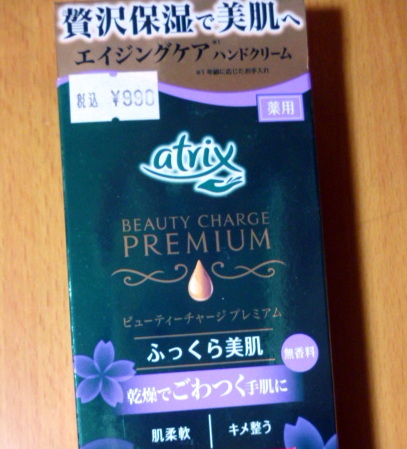 贅沢保湿で美肌へ
エイジングケア※1ハンドクリーム
※1 年齢に応じたお手入れ
税込 ¥990
薬用
atrix
BEAUTY CHARGE
PREMIUM
ビューティーチャージ プレミアム
ふっくら美肌
無香料
乾燥でごわつく手肌に
肌柔軟 | キメ整う